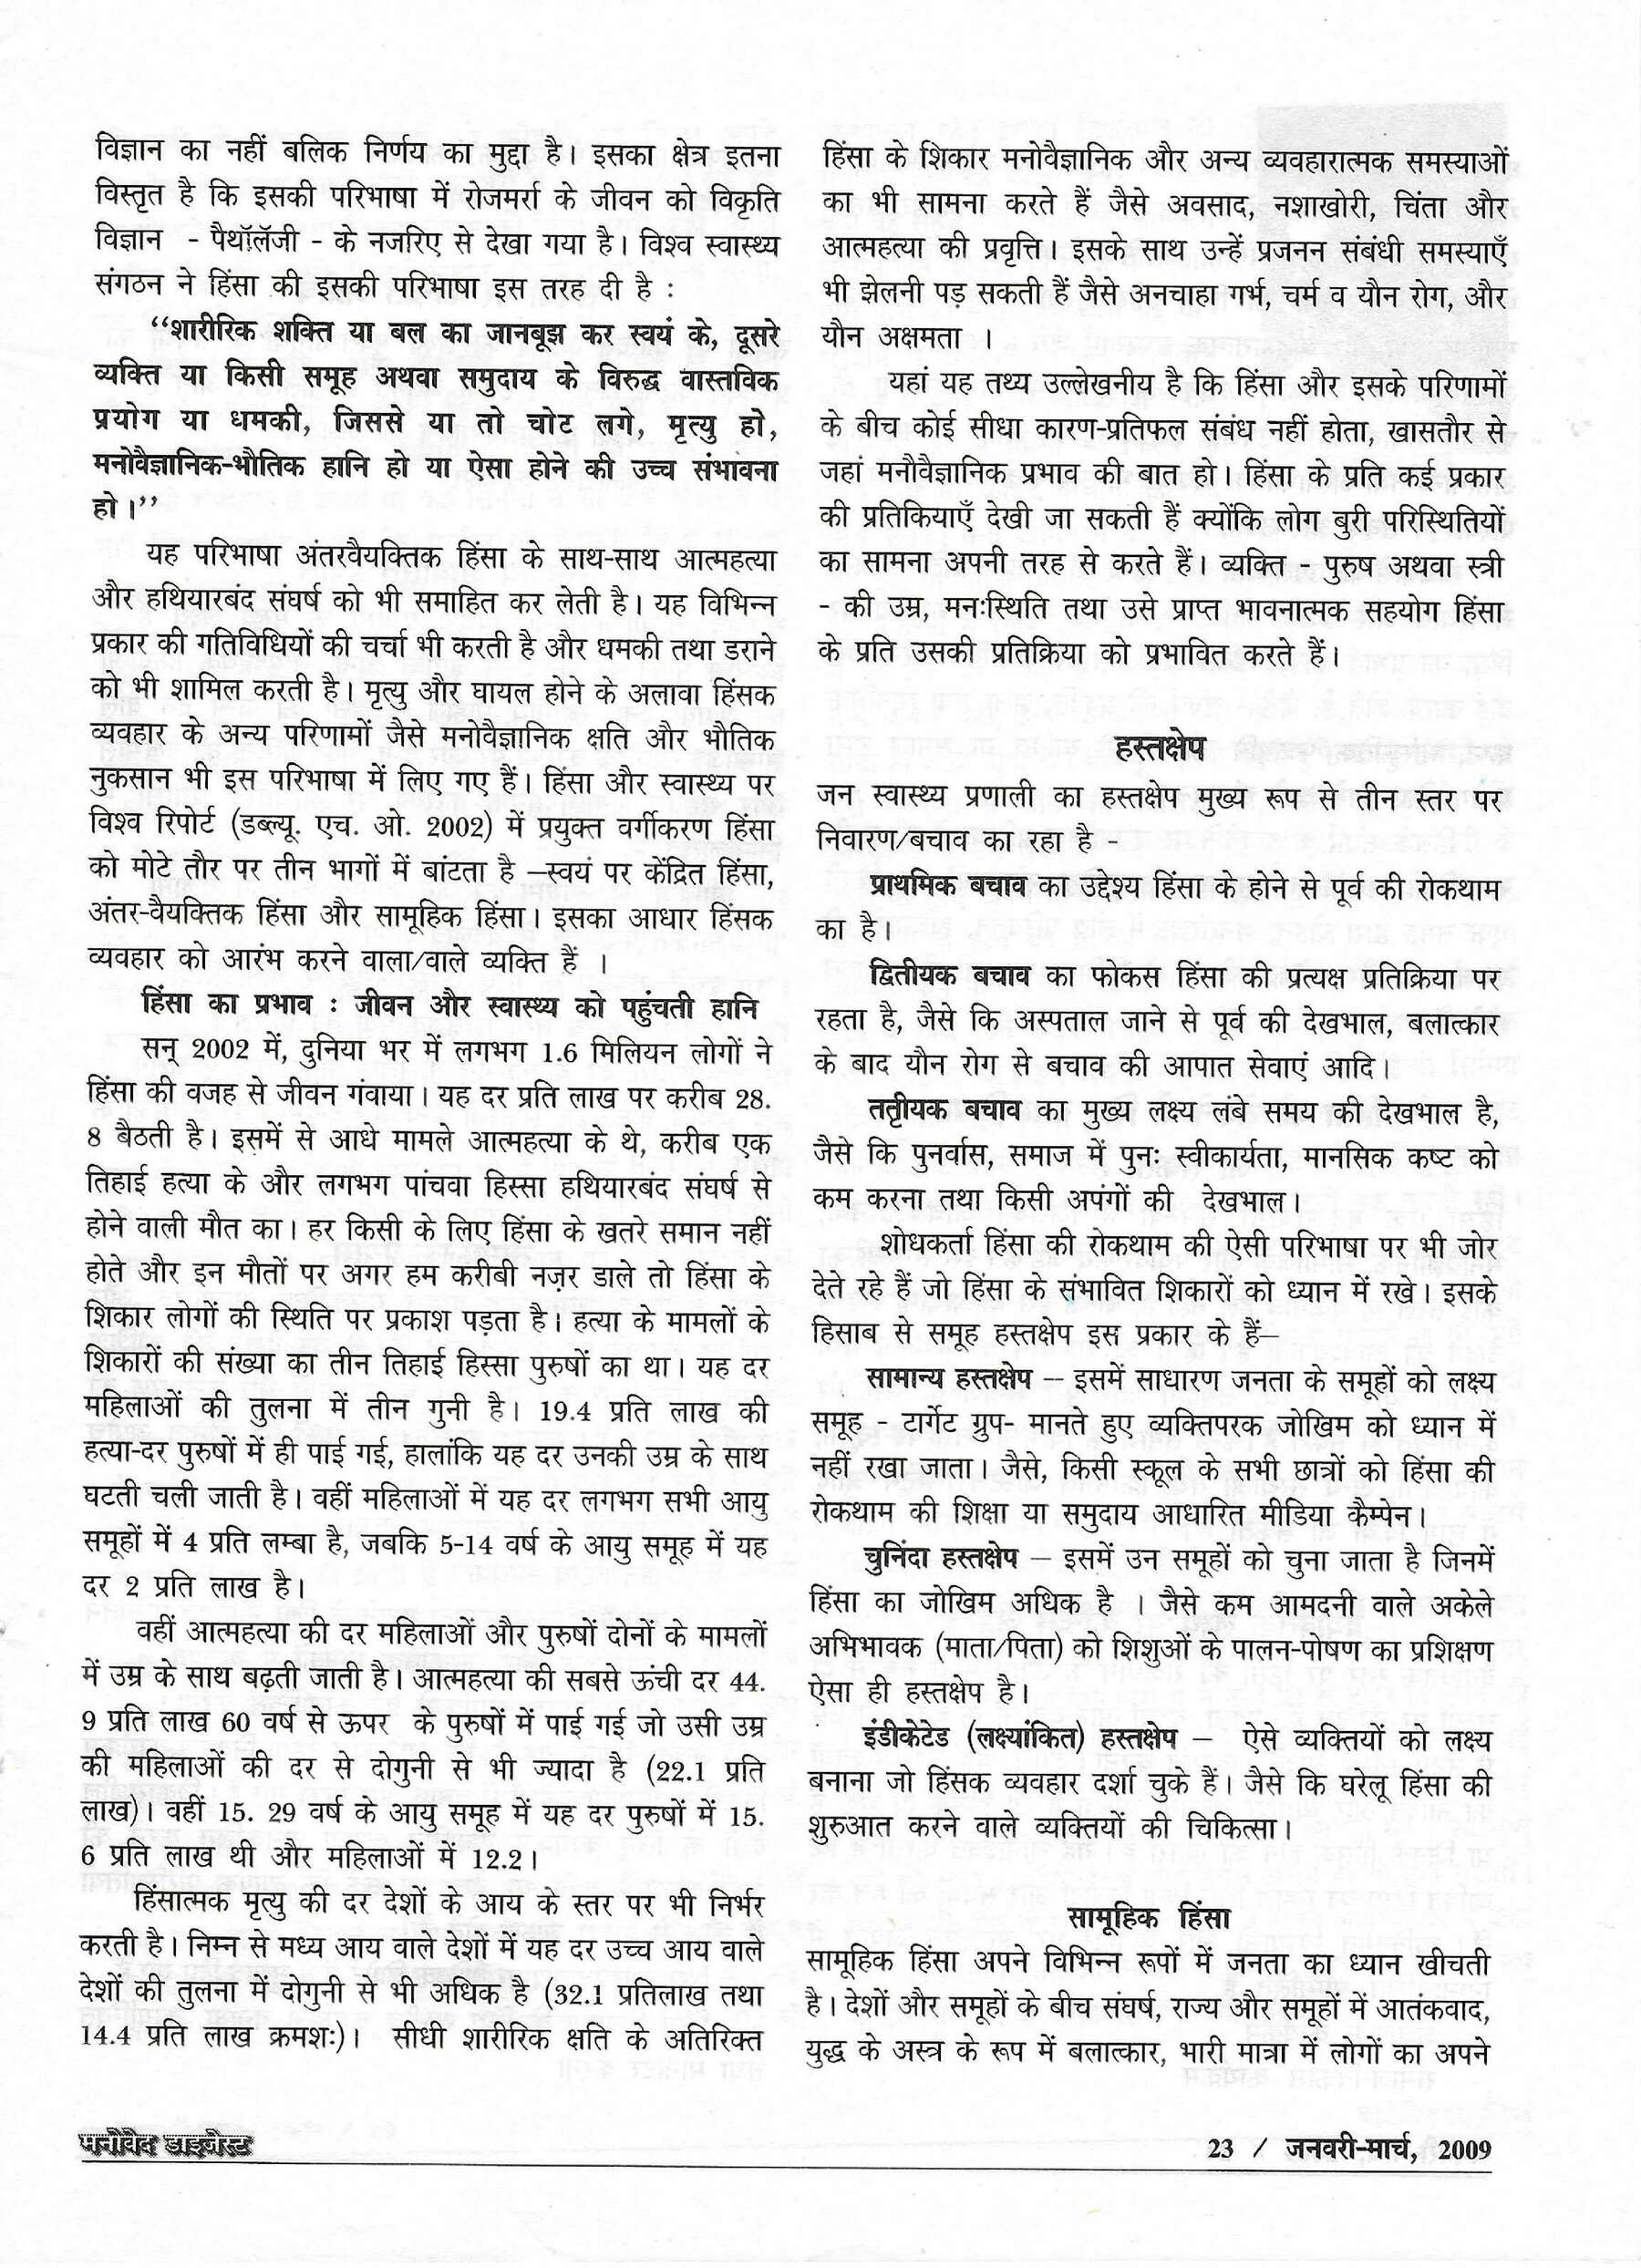 विज्ञान का नहीं बलिक निर्णय का मुद्दा है। इसका क्षेत्र इतना
विस्तृत है कि इसकी परिभाषा में रोजमर्रा के जीवन को विकृति
विज्ञान - पैथॉलॅजी - के नजरिए से देखा गया है। विश्व स्वास्थ्य
संगठन ने हिंसा की इसकी परिभाषा इस तरह दी है :
‘‘शारीरिक शक्ति या बल का जानबूझ कर स्वयं के, दूसरे
व्यक्ति या किसी समूह अथवा समुदाय के विरुद्ध वास्तविक
प्रयोग या धमकी, जिससे या तो चोट लगे, मृत्यु हो,
मनोवैज्ञानिक-भौतिक हानि हो या ऐसा होने की उच्च संभावना
हो।’’
यह परिभाषा अंतरवैयक्तिक हिंसा के साथ-साथ आत्महत्या
और हथियारबंद संघर्ष को भी समाहित कर लेती है। यह विभिन्न
प्रकार की गतिविधियों की चर्चा भी करती है और धमकी तथा डराने
को भी शामिल करती है। मृत्यु और घायल होने के अलावा हिंसक
व्यवहार के अन्य परिणामों जैसे मनोवैज्ञानिक क्षति और भौतिक
नुकसान भी इस परिभाषा में लिए गए हैं। हिंसा और स्वास्थ्य पर
विश्व रिपोर्ट (डब्ल्यू. एच. ओ. 2002) में प्रयुक्त वर्गीकरण हिंसा
को मोटे तौर पर तीन भागों में बांटता है –स्वयं पर केंद्रित हिंसा,
अंतर-वैयक्तिक हिंसा और सामूहिक हिंसा। इसका आधार हिंसक
व्यवहार को आरंभ करने वाला/वाले व्यक्ति हैं ।
हिंसा का प्रभाव : जीवन और स्वास्थ्य को पहुंचती हानि
सन् 2002 में, दुनिया भर में लगभग 1.6 मिलियन लोगों ने
हिंसा की वजह से जीवन गंवाया। यह दर प्रति लाख पर करीब 28.
8 बैठती है। इसमें से आधे मामले आत्महत्या के थे, करीब एक
तिहाई हत्या के और लगभग पांचवा हिस्सा हथियारबंद संघर्ष से
होने वाली मौत का। हर किसी के लिए हिंसा के खतरे समान नहीं
होते और इन मौतों पर अगर हम करीबी नज़र डाले तो हिंसा के
शिकार लोगों की स्थिति पर प्रकाश पड़ता है। हत्या के मामलों के
शिकारों की संख्या का तीन तिहाई हिस्सा पुरुषों का था। यह दर
महिलाओं की तुलना में तीन गुनी है। 19.4 प्रति लाख की
हत्या-दर पुरुषों में ही पाई गई, हालांकि यह दर उनकी उम्र के साथ
घटती चली जाती है। वहीं महिलाओं में यह दर लगभग सभी आयु
समूहों में 4 प्रति लम्बा है, जबकि 5-14 वर्ष के आयु समूह में यह
दर 2 प्रति लाख है।
वहीं आत्महत्या की दर महिलाओं और पुरुषों दोनों के मामलों
में उम्र के साथ बढ़ती जाती है। आत्महत्या की सबसे ऊंची दर 44.
9 प्रति लाख 60 वर्ष से ऊपर के पुरुषों में पाई गई जो उसी उम्र
की महिलाओं की दर से दोगुनी से भी ज्यादा है (22.1 प्रति
लाख)। वहीं 15. 29 वर्ष के आयु समूह में यह दर पुरुषों में 15.
6 प्रति लाख थी और महिलाओं में 12.2।
हिंसात्मक मृत्यु की दर देशों के आय के स्तर पर भी निर्भर
करती है। निम्न से मध्य आय वाले देशों में यह दर उच्च आय वाले
देशों की तुलना में दोगुनी से भी अधिक है (32.1 प्रतिलाख तथा
14.4 प्रति लाख क्रमशः)। सीधी शारीरिक क्षति के अतिरिक्त
हिंसा के शिकार मनोवैज्ञानिक और अन्य व्यवहारात्मक समस्याओं
का भी सामना करते हैं जैसे अवसाद, नशाखोरी, चिंता और
आत्महत्या की प्रवृत्ति। इसके साथ उन्हें प्रजनन संबंधी समस्याएँ
भी झेलनी पड़ सकती हैं जैसे अनचाहा गर्भ, चर्म व यौन रोग, और
यौन अक्षमता ।
यहां यह तथ्य उल्लेखनीय है कि हिंसा और इसके परिणामों
के बीच कोई सीधा कारण-प्रतिफल संबंध नहीं होता, खासतौर से
जहां मनौवैज्ञानिक प्रभाव की बात हो। हिंसा के प्रति कई प्रकार
की प्रतिकियाएँ देखी जा सकती हैं क्योंकि लोग बुरी परिस्थितियों
का सामना अपनी तरह से करते हैं। व्यक्ति - पुरुष अथवा स्त्री
- की उम्र, मनःस्थिति तथा उसे प्राप्त भावनात्मक सहयोग हिंसा
के प्रति उसकी प्रतिक्रिया को प्रभावित करते हैं।
हस्तक्षेप
जन स्वास्थ्य प्रणाली का हस्तक्षेप मुख्य रूप से तीन स्तर पर
निवारण/बचाव का रहा है -
प्राथमिक बचाव का उद्देश्य हिंसा के होने से पूर्व की रोकथाम
का है।
द्वितीयक बचाव का फोकस हिंसा की प्रत्यक्ष प्रतिक्रिया पर
रहता है, जैसे कि अस्पताल जाने से पूर्व की देखभाल, बलात्कार
के बाद यौन रोग से बचाव की आपात सेवाएं आदि।
ततृीयक बचाव का मुख्य लक्ष्य लंबे समय की देखभाल है,
जैसे कि पुनर्वास, समाज में पुनः स्वीकार्यता, मानसिक कष्ट को
कम करना तथा किसी अपंगों की देखभाल।
शोधकर्ता हिंसा की रोकथाम की ऐसी परिभाषा पर भी जोर
देते रहे हैं जो हिंसा के संभावित शिकारों को ध्यान में रखे। इसके
हिसाब से समूह हस्तक्षेप इस प्रकार के हैं–
सामान्य हस्तक्षेप – इसमें साधारण जनता के समूहों को लक्ष्य
समूह - टार्गेट ग्रुप- मानते हुए व्यक्तिपरक जोखिम को ध्यान में
नहीं रखा जाता। जैसे, किसी स्कूल के सभी छात्रों को हिंसा की
रोकथाम की शिक्षा या समुदाय आधारित मीडिया कैम्पेन।
चुनिंदा हस्तक्षेप – इसमें उन समूहों को चुना जाता है जिनमें
हिंसा का जोखिम अधिक है । जैसे कम आमदनी वाले अकेले
अभिभावक (माता/पिता) को शिशुओं के पालन-पोषण का प्रशिक्षण
ऐसा ही हस्तक्षेप है।
इंडीकेटेड (लक्ष्यांकित) हस्तक्षेप – ऐसे व्यक्तियों को लक्ष्य
बनाना जो हिंसक व्यवहार दर्शा चुके हैं। जैसे कि घरेलू हिंसा की
शुरुआत करने वाले व्यक्तियों की चिकित्सा।
सामूहिक हिंसा
सामूहिक हिंसा अपने विभिन्न रूपों में जनता का ध्यान खीचती
है। देशों और समूहों के बीच संघर्ष, राज्य और समूहों में आतंकवाद,
युद्ध के अस्त्र के रूप में बलात्कार, भारी मात्रा में लोगों का अपने
मनोवेद डाइजेस्ट
23 / जनवरी-मार्च, 2009